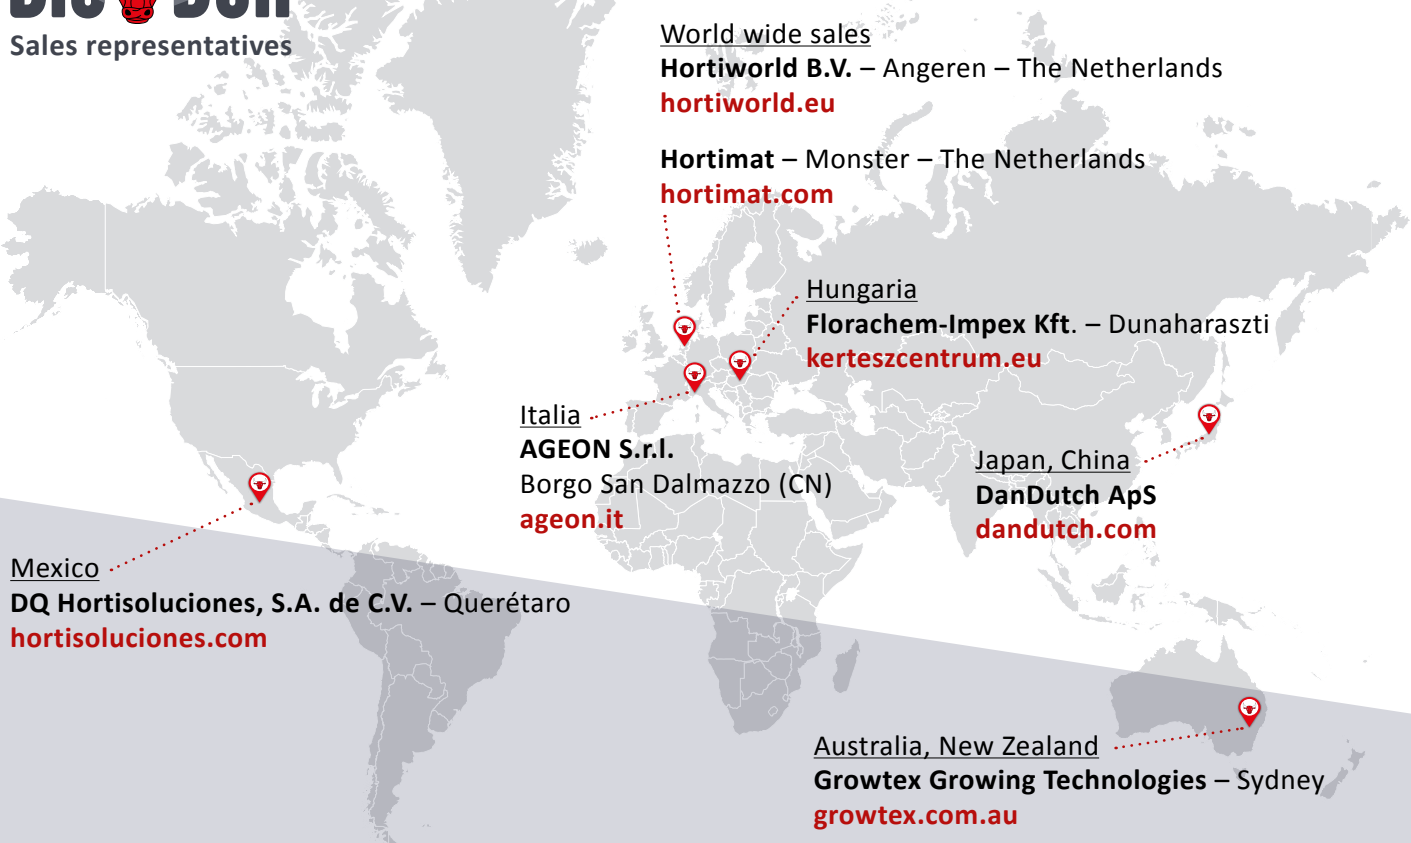 Sales representatives
World wide sales
Hortiworld B.V. – Angeren – The Netherlands
hortiworld.eu
Hortimat – Monster – The Netherlands
hortimat.com
Hungaria
Florachem-Impex Kft. – Dunaharaszti
kerteszcentrum.eu
Italia
AGEON S.r.l.
Borgo San Dalmazzo (CN)
ageon.it
Japan, China
DanDutch ApS
dandutch.com
Mexico
DQ Hortisoluciones, S.A. de C.V. – Querétaro
hortisoluciones.com
Australia, New Zealand
Growtex Growing Technologies – Sydney
growtex.com.au